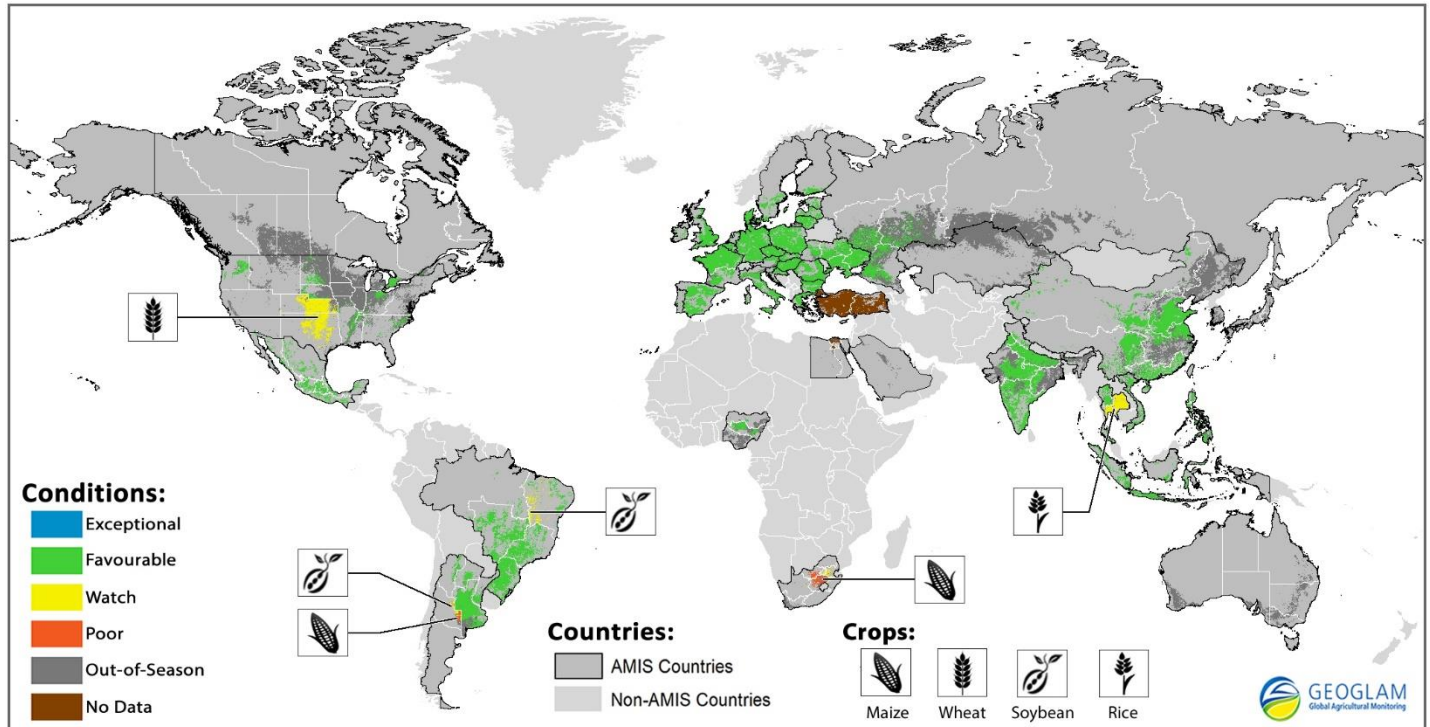 Conditions:
Exceptional
Favourable
Watch
Poor
Out-of-Season
No Data
Countries:
AMIS Countries
Non-AMIS Countries
Crops:
Maize
Wheat
Soybean
Rice
GEOGLAM
Global Agricultural Monitoring